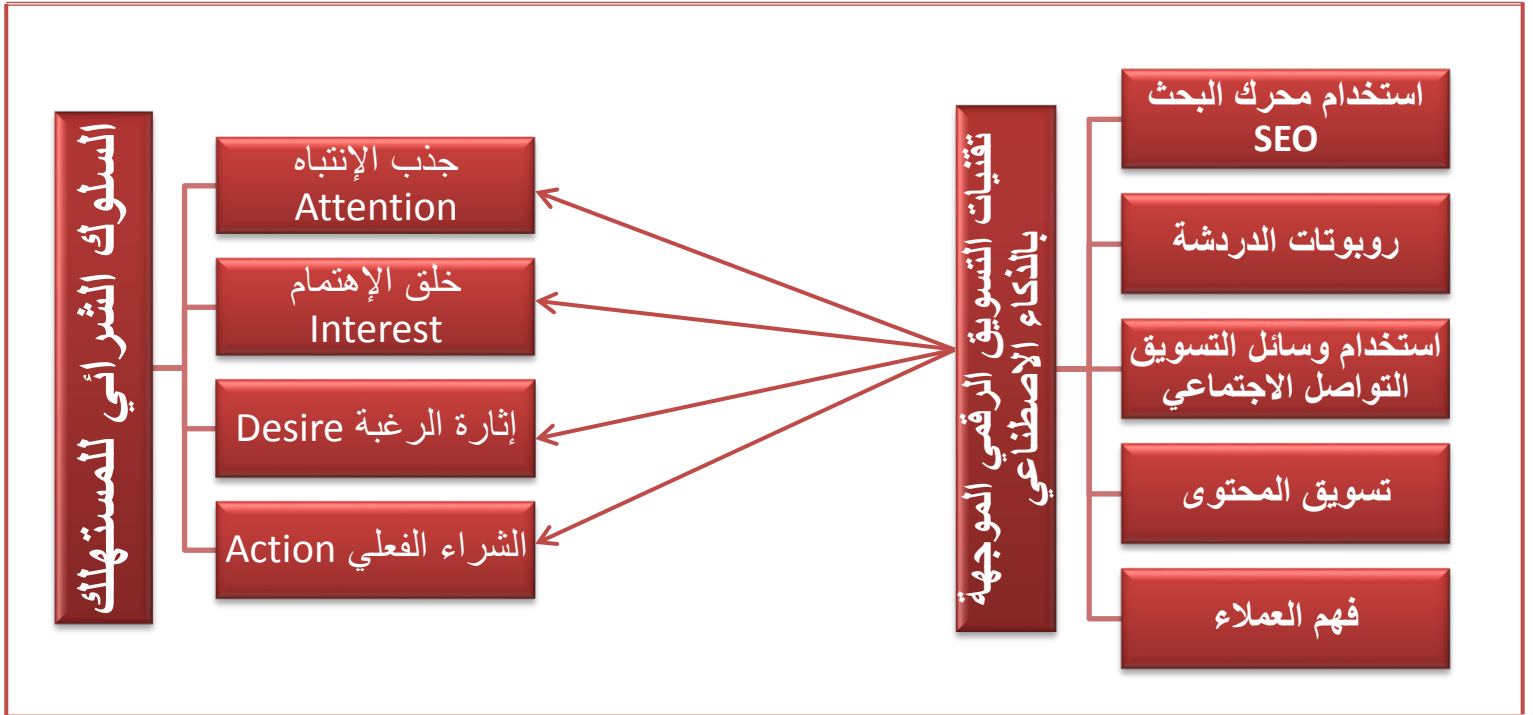 استخدام محرك البحث
SEO
روبوتات الدردشة
استخدام وسائل التسويق
التواصل الاجتماعي
تسويق المحتوى
فهم العملاء
تقنيات التسويق الرقمي الموجهة
بالذكاء الاصطناعي
جذب الإنتباه
Attention
خلق الإهتمام
Interest
إثارة الرغبة Desire
الشراء الفعلي Action
السلوك الشرائي للمستهلك